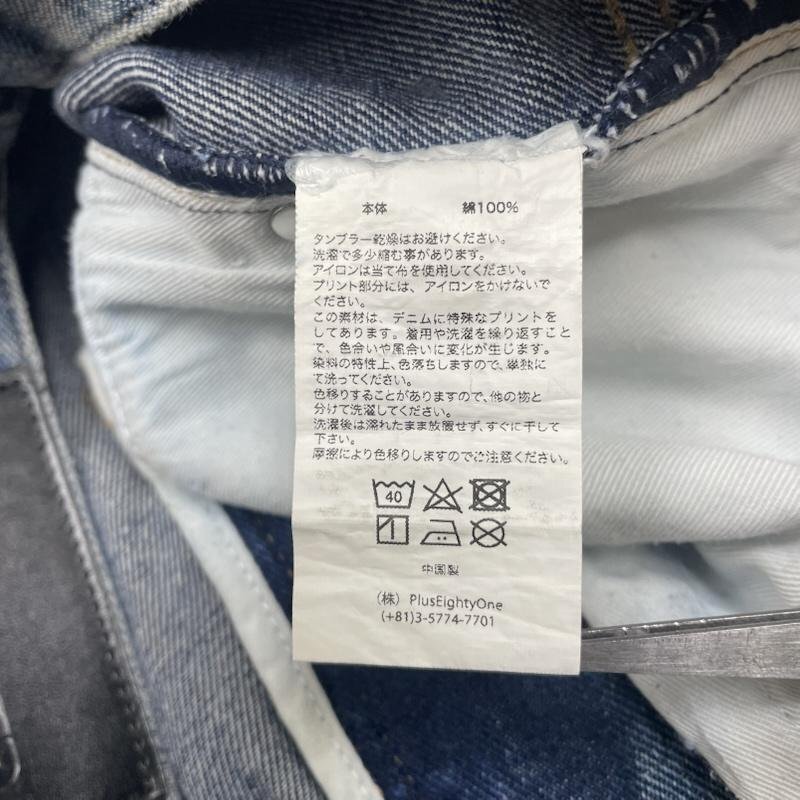 本体 綿100%
タンブラー乾燥はお避けください。
洗濯で多少縮む事があります。
アイロンは当て布を使用してください。
プリント部分には、アイロンをかけないで
ください。
この素材は、デニムに特殊なプリントを
してあります。着用や洗濯を繰り返すこと
で、色合いや風合いに変化が生じます。
染料の特性上、色落ちしますので、単独に
て洗ってください。
色移りすることがありますので、他の物と
分けて洗濯してください。
洗濯後は濡れたまま放置せず、すぐに干して
下さい。
摩擦により色移りしますのでご注意ください。
40
中国製
(株) PlusEightyOne
(+81)3-5774-7701